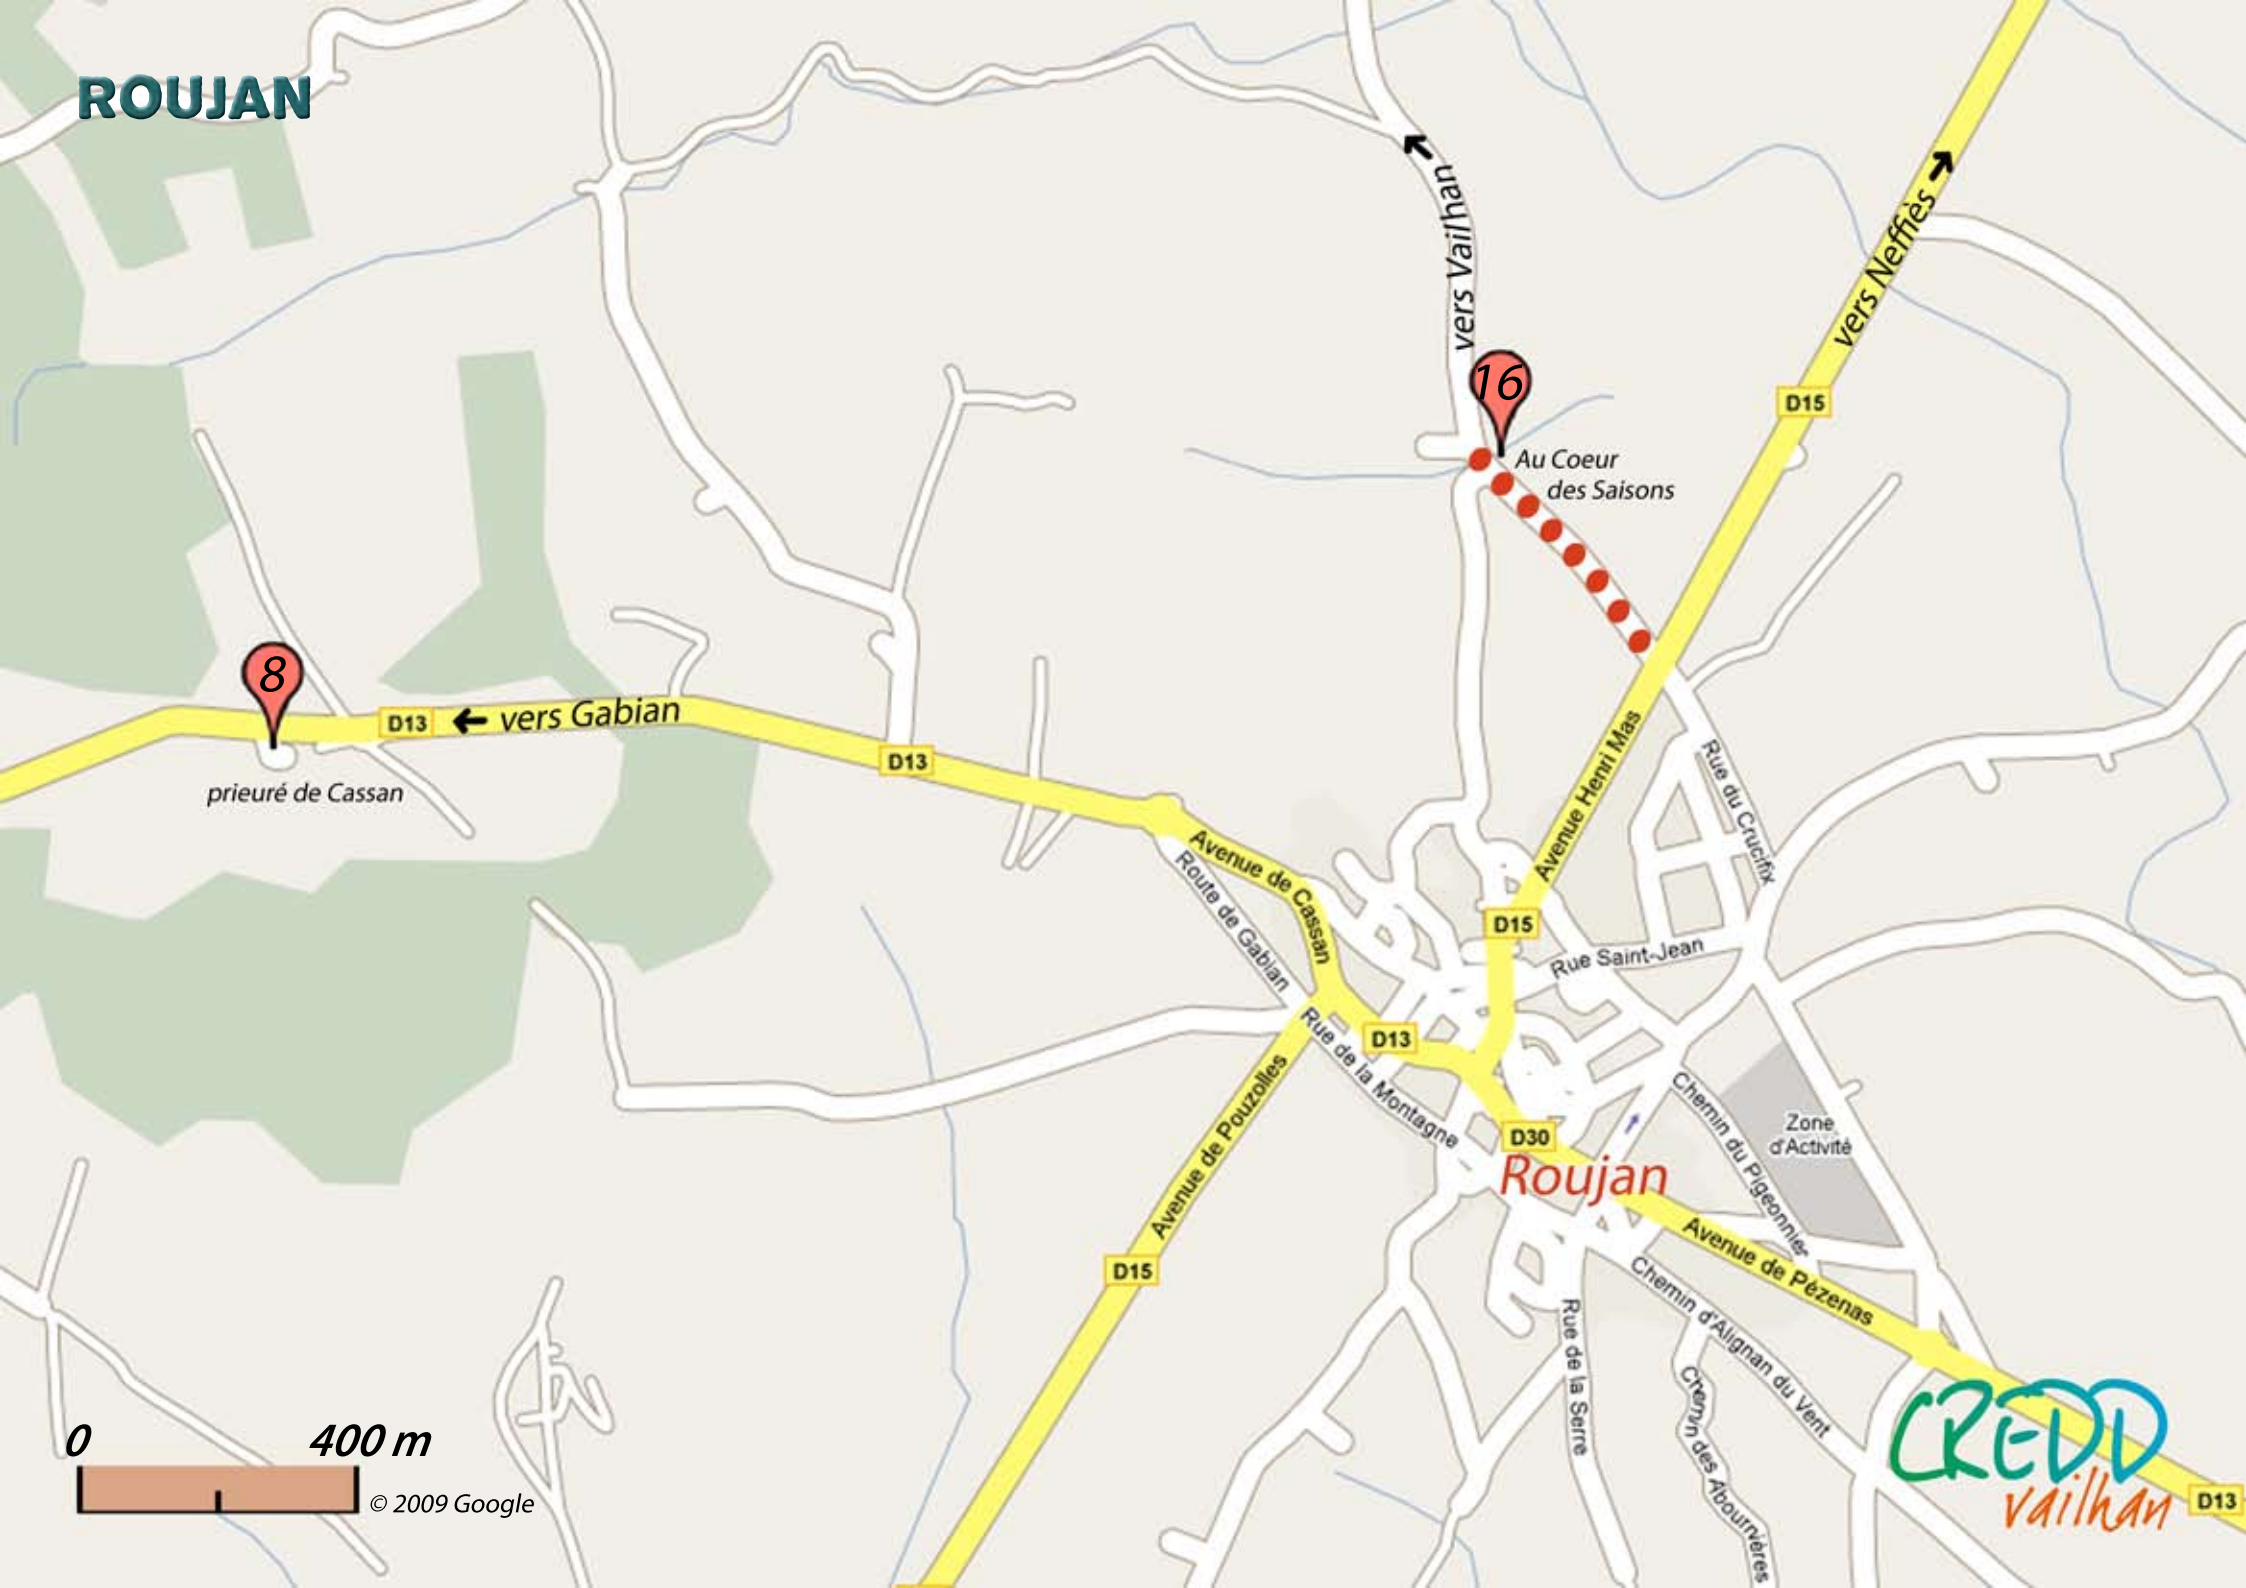 ROUJAN
vers Vailhan
vers Neffiès
16
D15
Au Coeur
des Saisons
8
D13
vers Gabian
D13
prieuré de Cassan
Avenue Henri Mas
Rue du Crucifix
Avenue de Cassan
Route de Gabian
D15
Rue Saint-Jean
D13
Rue de la Montagne
Avenue de Pouzolles
Chemin du Pigeonnier
Zone
d'Activité
D30
Roujan
D15
Avenue de Pézenas
Chemin d'Alignan du Vent
Rue de la Serre
Chemin des Abournières
0 400 m
© 2009 Google
CREDD
vailhan
D13